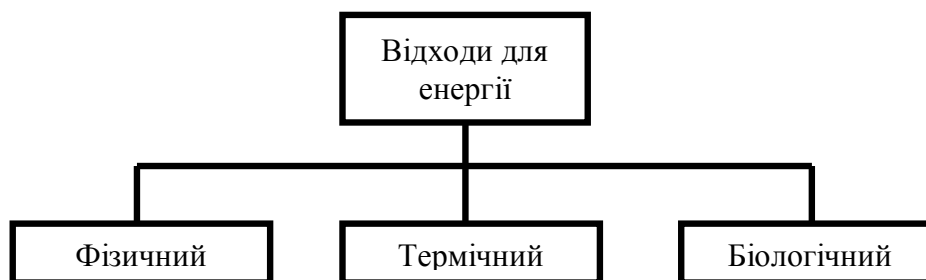 Відходи для
енергії
Фізичний
Термічний
Біологічний